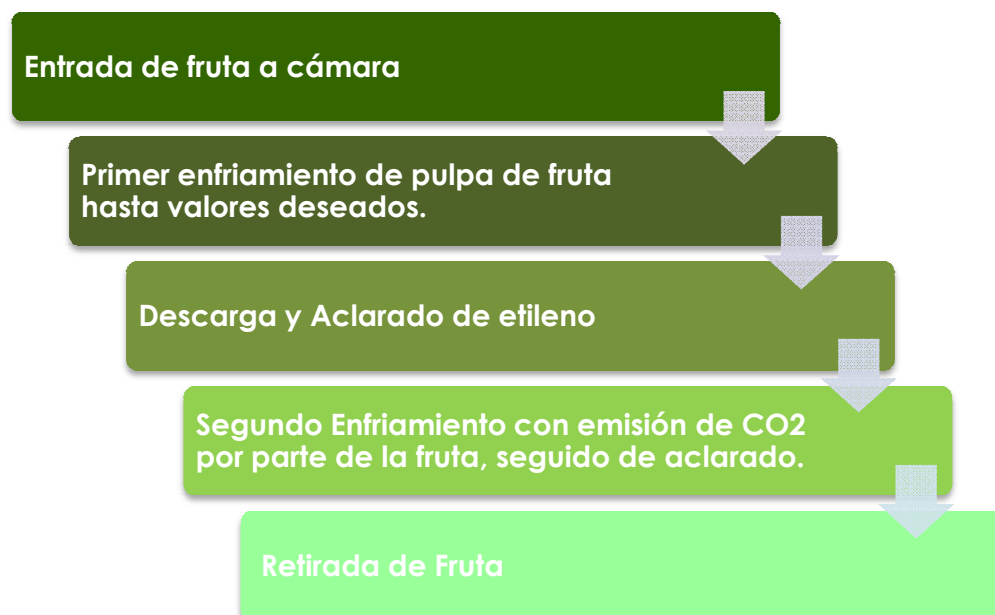 Entrada de fruta a cámara
Primer enfriamiento de pulpa de fruta
hasta valores deseados.
Descarga y Aclarado de etileno
Segundo Enfriamiento con emisión de CO2
por parte de la fruta, seguido de aclarado.
Retirada de Fruta